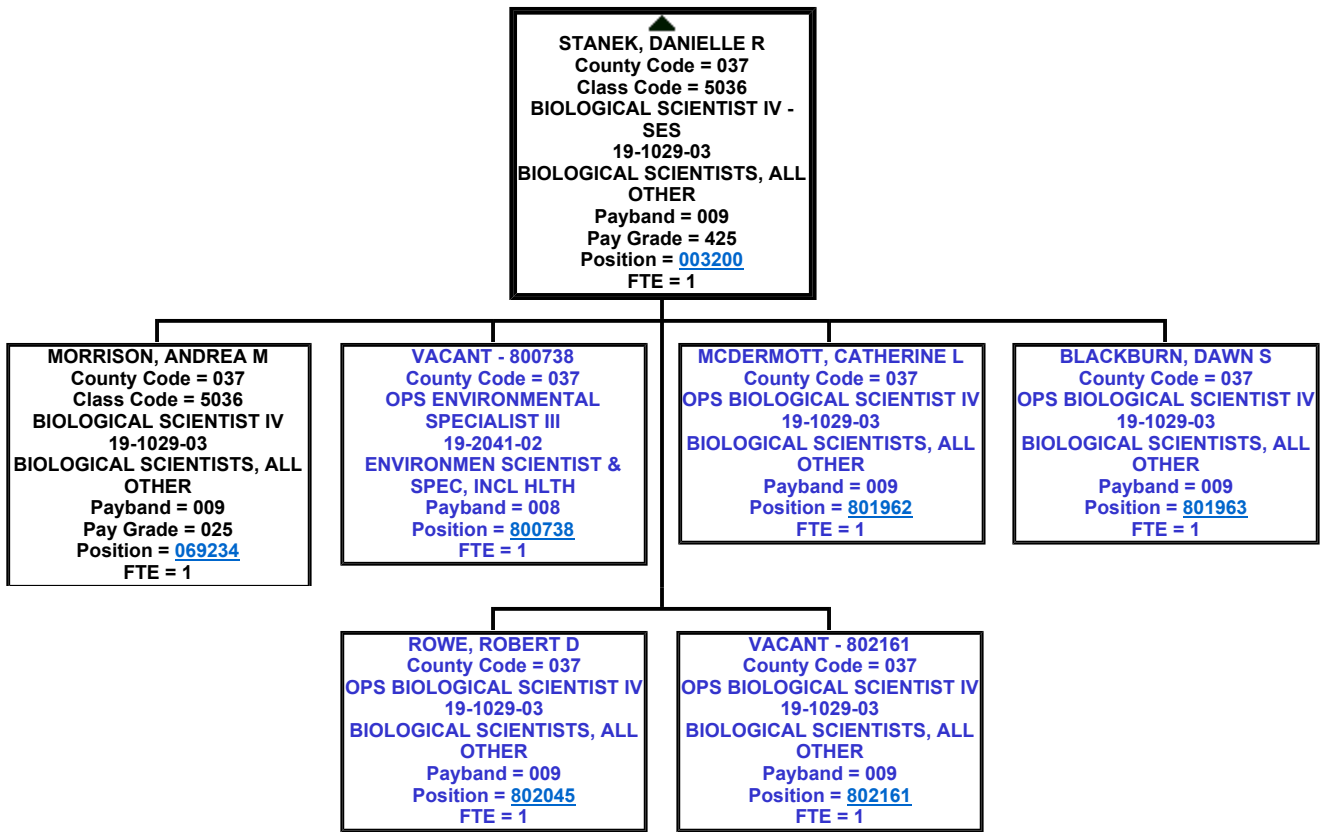 STANEK, DANIELLE R
County Code = 037
Class Code = 5036
BIOLOGICAL SCIENTIST IV -
SES
19-1029-03
BIOLOGICAL SCIENTISTS, ALL
OTHER
Payband = 009
Pay Grade = 425
Position = 003200
FTE = 1
MORRISON, ANDREA M
County Code = 037
Class Code = 5036
BIOLOGICAL SCIENTIST IV
19-1029-03
BIOLOGICAL SCIENTISTS, ALL
OTHER
Payband = 009
Pay Grade = 025
Position = 069234
FTE = 1
VACANT - 800738
County Code = 037
OPS ENVIRONMENTAL
SPECIALIST III
19-2041-02
ENVIRONMEN SCIENTIST &
SPEC, INCL HLTH
Payband = 008
Position = 800738
FTE = 1
MCDERMOTT, CATHERINE L
County Code = 037
OPS BIOLOGICAL SCIENTIST IV
19-1029-03
BIOLOGICAL SCIENTISTS, ALL
OTHER
Payband = 009
Position = 801962
FTE = 1
BLACKBURN, DAWN S
County Code = 037
OPS BIOLOGICAL SCIENTIST IV
19-1029-03
BIOLOGICAL SCIENTISTS, ALL
OTHER
Payband = 009
Position = 801963
FTE = 1
ROWE, ROBERT D
County Code = 037
OPS BIOLOGICAL SCIENTIST IV
19-1029-03
BIOLOGICAL SCIENTISTS, ALL
OTHER
Payband = 009
Position = 802045
FTE = 1
VACANT - 802161
County Code = 037
OPS BIOLOGICAL SCIENTIST IV
19-1029-03
BIOLOGICAL SCIENTISTS, ALL
OTHER
Payband = 009
Position = 802161
FTE = 1